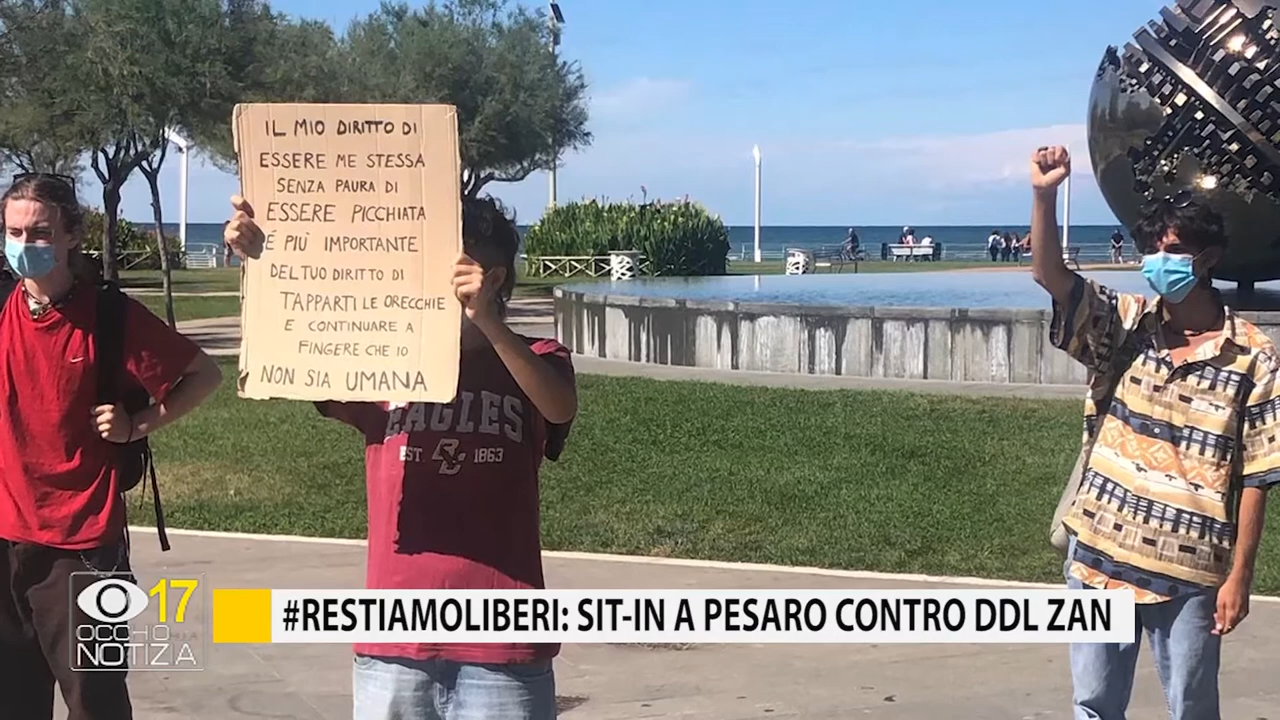 IL MIO DIRITTO DI
ESSERE ME STESSA
SENZA PAURA DI
ESSERE PICCHIATA
É PIÙ IMPORTANTE
DEL TUO DIRITTO DI
TAPPARTI LE ORECCHIE
E CONTINUARE A
FINGERE CHE IO
NON SIA UMANA
EAGLES
EST. BC 1863
17
OCCHIO ALLA
NOTIZIA
#RESTIAMOLIBERI: SIT-IN A PESARO CONTRO DDL ZAN